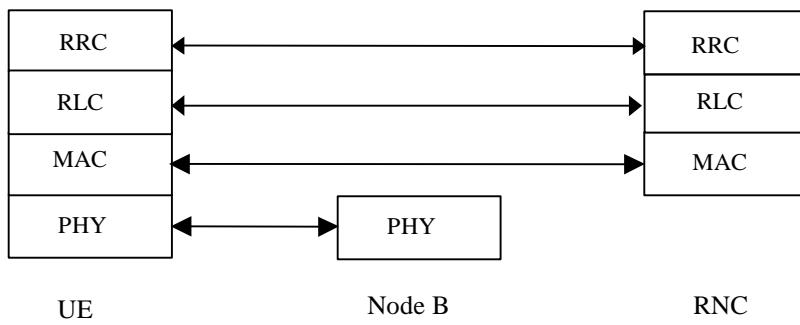 RRC RRC
RLC RLC
MAC MAC
PHY PHY
UE Node B RNC